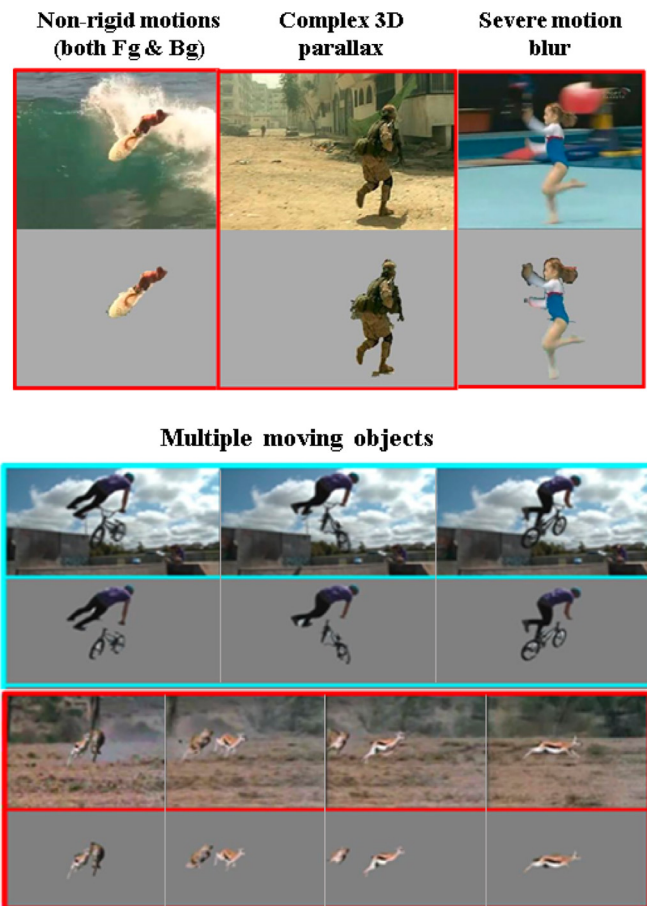 Non-rigid motions
(both Fg & Bg)
Complex 3D
parallax
Severe motion
blur
Multiple moving objects